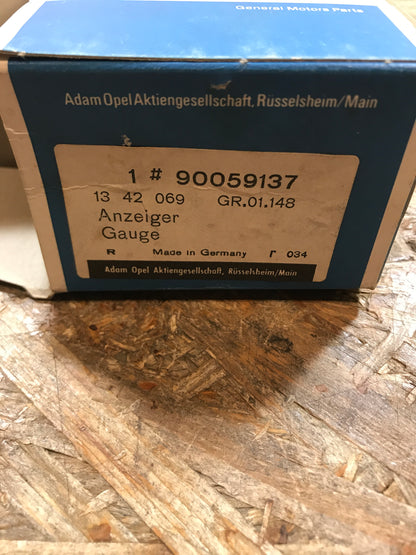 General Motors Parts
Adam Opel Aktiengesellschaft, Rüsselsheim/Main
1 # 90059137
13 42 069 GR.01.148
Anzeiger
Gauge
R Made in Germany r 034
Adam Opel Aktiengesellschaft, Rüsselsheim/Main